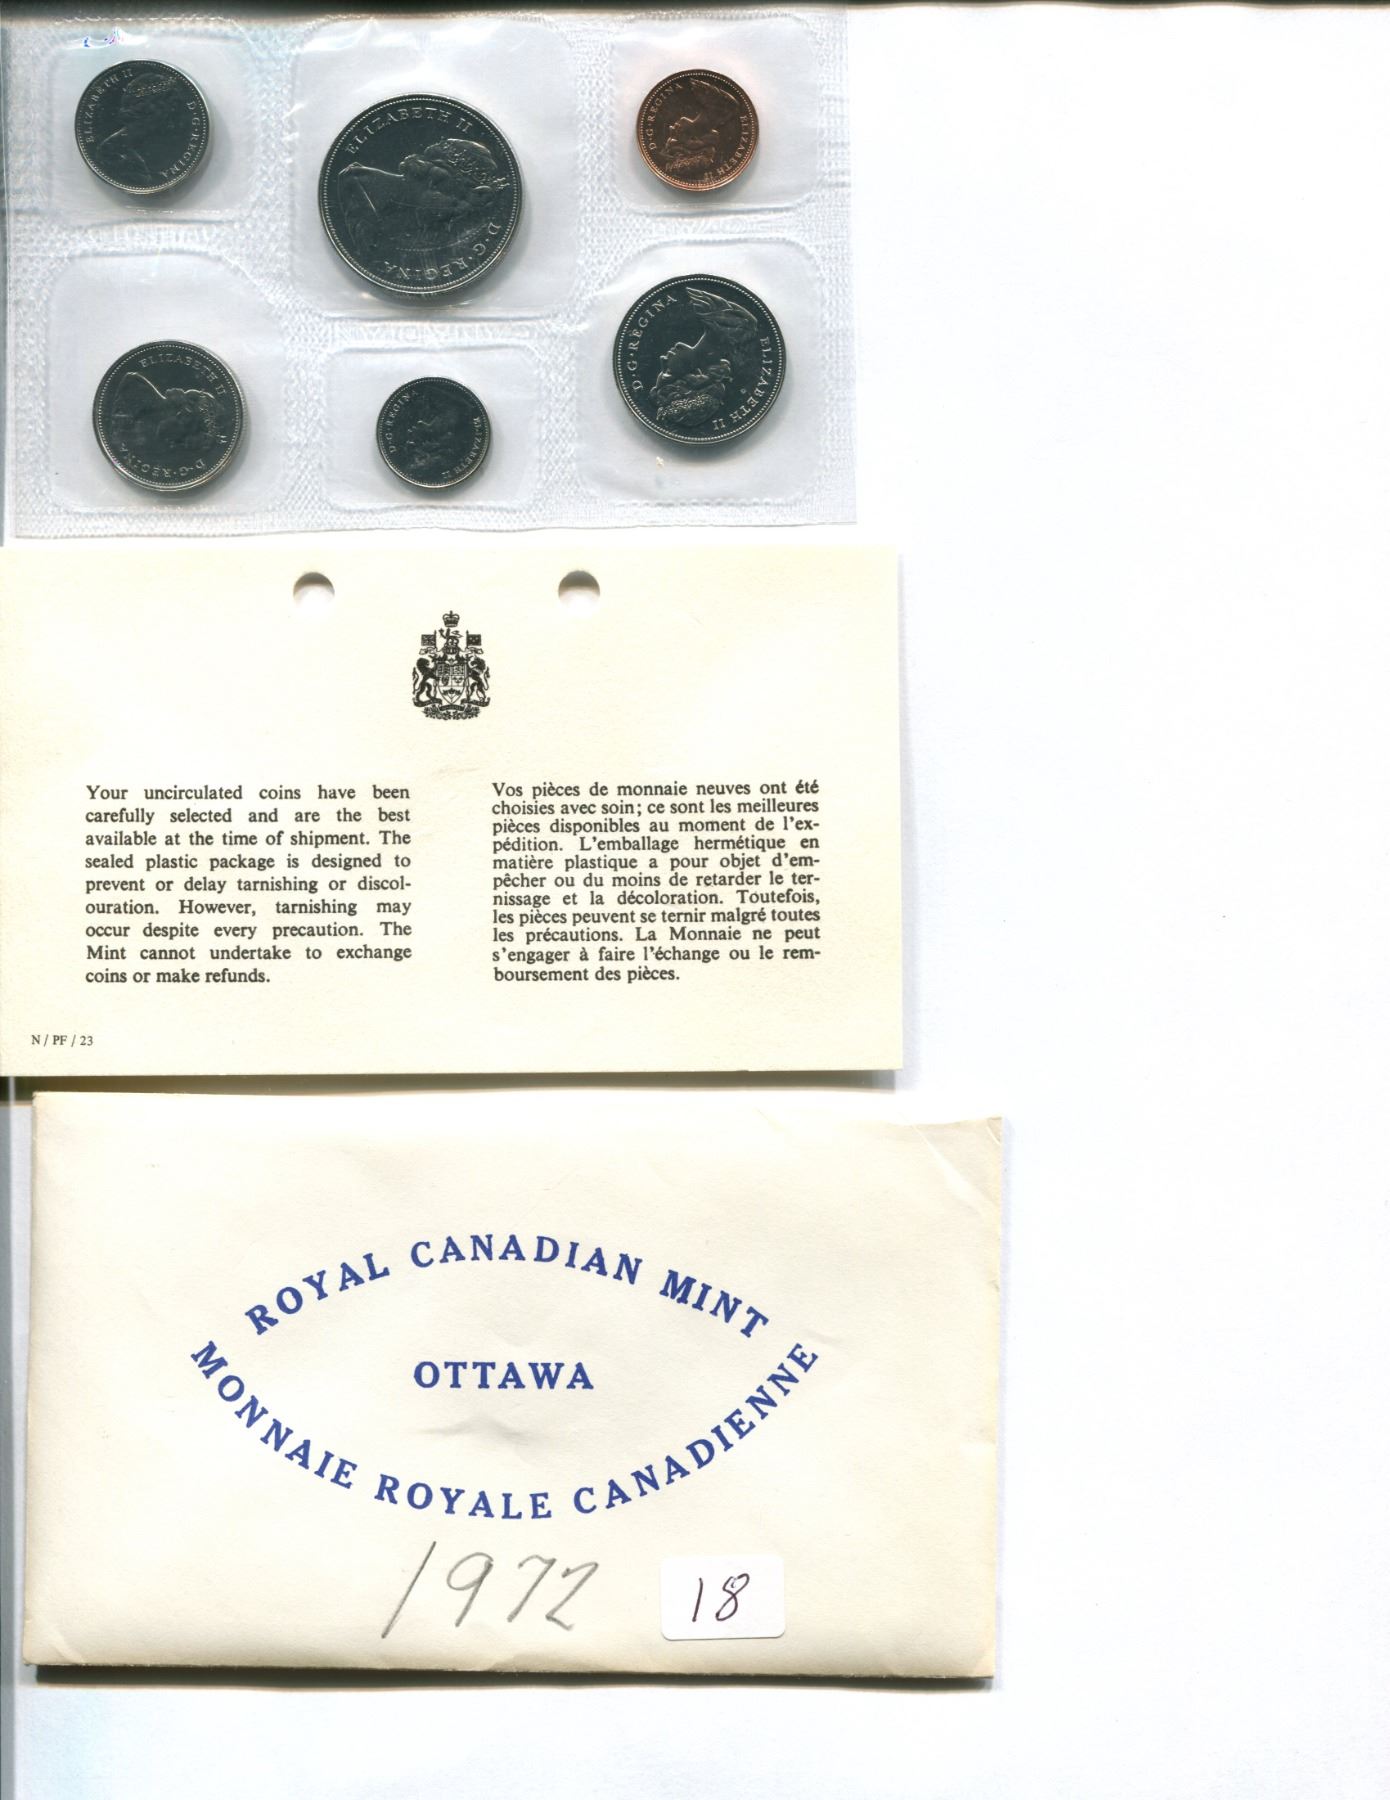 ELIZABETH II D·G·REGINA
ELIZABETH II D·G·REGINA
D·G·REGINA ELIZABETH II
ELIZABETH II D·G·REGINA
D·G·REGINA ELIZABETH II
D·G·REGINA ELIZABETH II
Your uncirculated coins have been
carefully selected and are the best
available at the time of shipment. The
sealed plastic package is designed to
prevent or delay tarnishing or discol-
ouration. However, tarnishing may
occur despite every precaution. The
Mint cannot undertake to exchange
coins or make refunds.
Vos pièces de monnaie neuves ont été
choisies avec soin; ce sont les meilleures
pièces disponibles au moment de l'ex-
pédition. L'emballage hermétique en
matière plastique a pour objet d'em-
pêcher ou du moins de retarder le ter-
nissage et la décoloration. Toutefois,
les pièces peuvent se ternir malgré toutes
les précautions. La Monnaie ne peut
s'engager à faire l'échange ou le rem-
boursement des pièces.
N / PF / 23
ROYAL CANADIAN MINT
OTTAWA
MONNAIE ROYALE CANADIENNE
1972
18